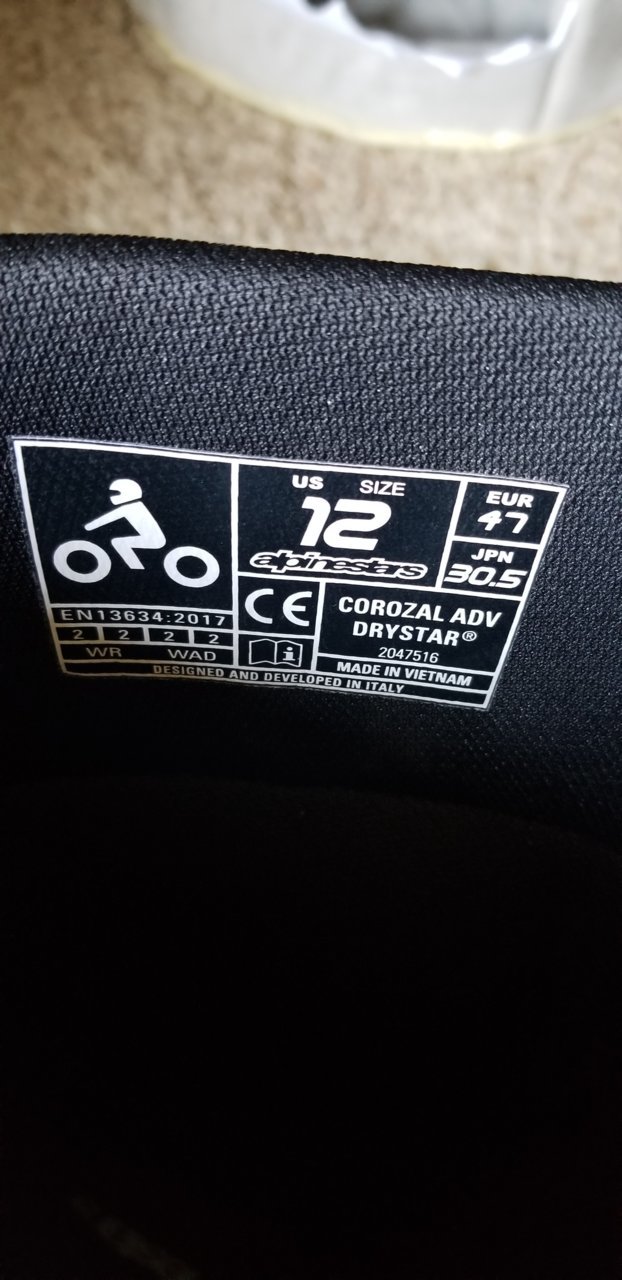 US SIZE
12
alpinestars
EUR
47
JPN
30.5
EN13634:2017
2 2 2 2
WR WAD
CE
i
COROZAL ADV
DRYSTAR®
2047516
MADE IN VIETNAM
DESIGNED AND DEVELOPED IN ITALY